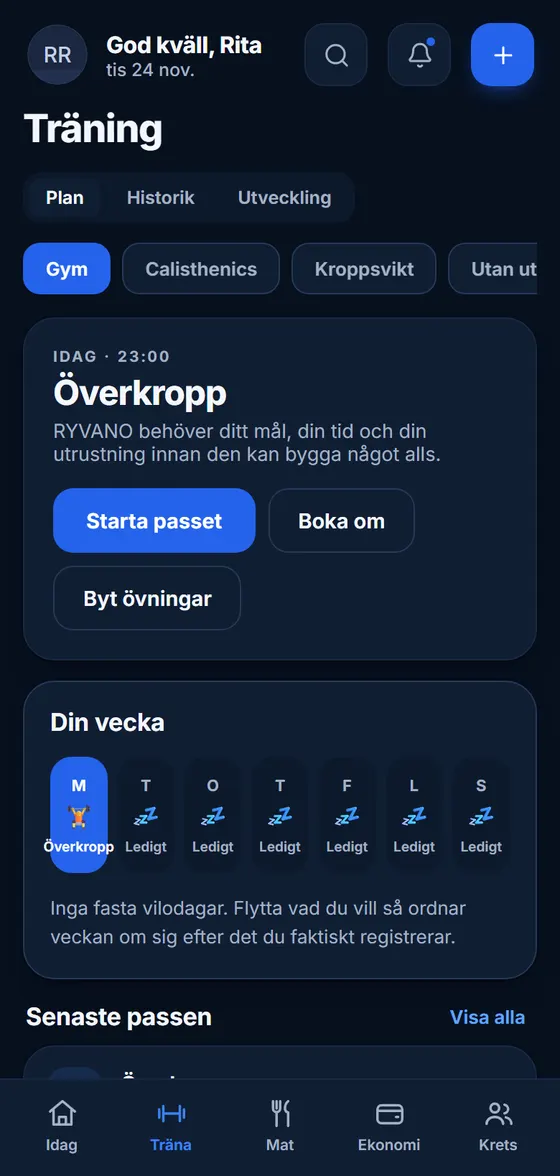 RR
God kväll, Rita
tis 24 nov.
Träning
Plan Historik Utveckling
Gym Calisthenics Kroppsvikt Utan ut
IDAG · 23:00
Överkropp
RYVANO behöver ditt mål, din tid och din
utrustning innan den kan bygga något alls.
Starta passet Boka om
Byt övningar
Din vecka
M T O T F L S
Överkropp Ledigt Ledigt Ledigt Ledigt Ledigt Ledigt
Inga fasta vilodagar. Flytta vad du vill så ordnar
veckan om sig efter det du faktiskt registrerar.
Senaste passen Visa alla
Idag Träna Mat Ekonomi Krets